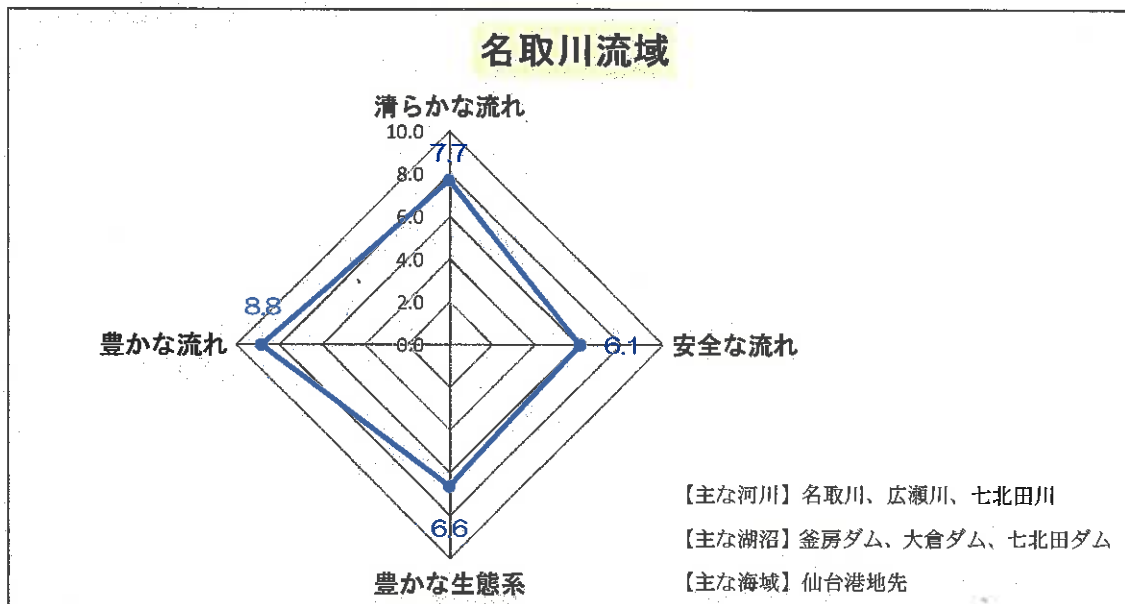 名取川流域
清らかな流れ
10.0
7.7
8.0
6.0
4.0
2.0
0.0
8.8
豊かな流れ
6.1
安全な流れ
6.6
豊かな生態系
【主な河川】名取川、広瀬川、七北田川
【主な湖沼】釜房ダム、大倉ダム、七北田ダム
【主な海域】仙台港地先